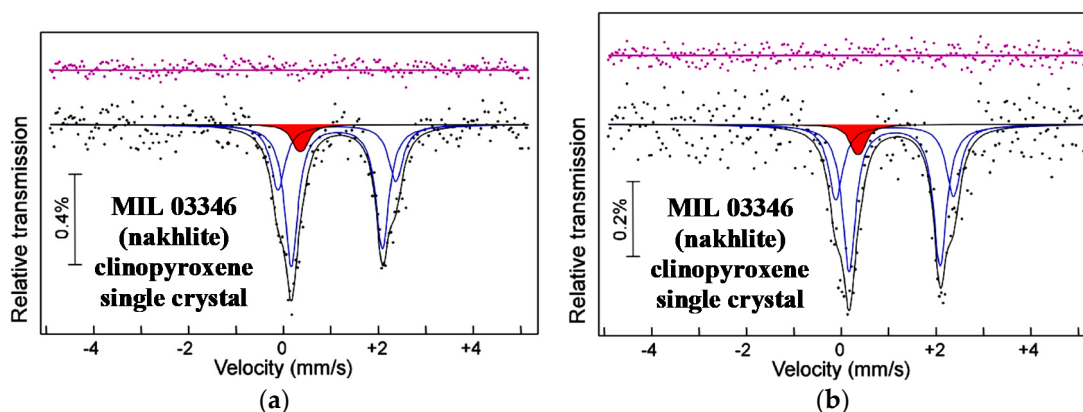 Relative transmission
0.4%
MIL 03346
(nakhlite)
clinopyroxene
single crystal
-4 -2 0 +2 +4
Velocity (mm/s)
(a)
Relative transmission
0.2%
MIL 03346
(nakhlite)
clinopyroxene
single crystal
-4 -2 0 +2 +4
Velocity (mm/s)
(b)